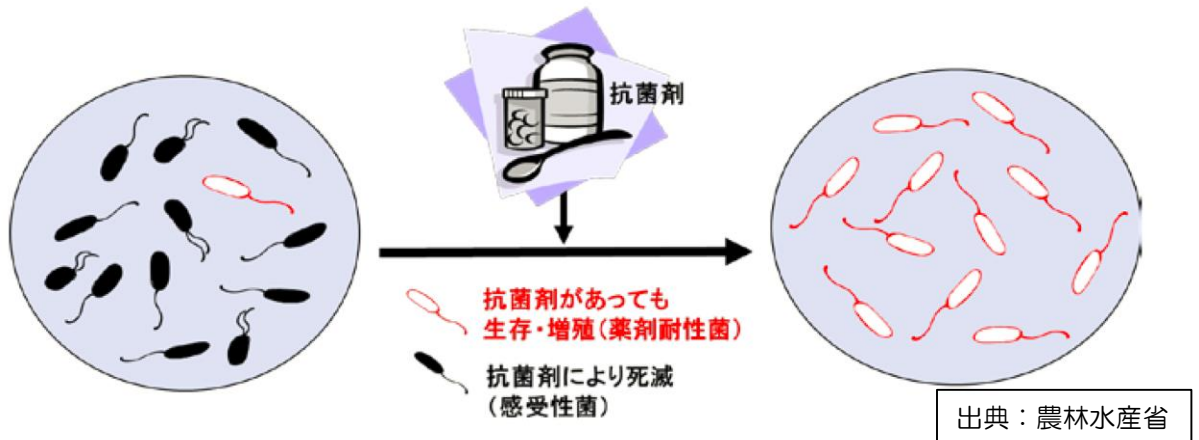 抗菌剤
抗菌剤があっても
生存・増殖(薬剤耐性菌)
抗菌剤により死滅
(感受性菌)
出典：農林水産省